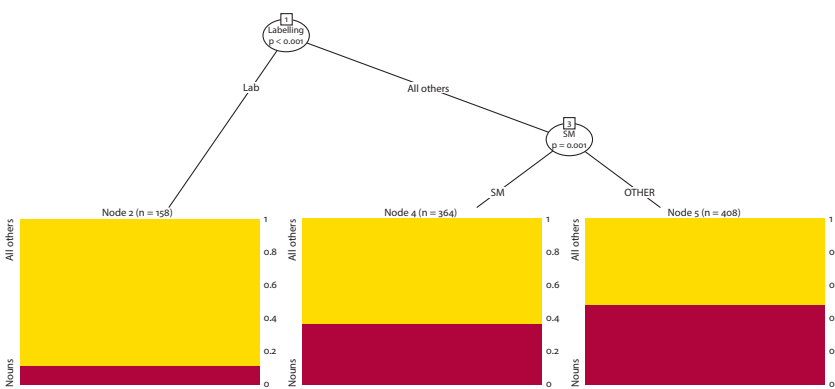 1
Labelling
p < 0.001
Lab
All others
3
SM
p = 0.001
SM
OTHER
Node 2 (n = 158)
Node 4 (n = 364)
Node 5 (n = 408)
All others
Nouns
1
0.8
0.6
0.4
0.2
0
All others
Nouns
1
0.8
0.6
0.4
0.2
0
All others
Nouns
1
0
0
0
0
0